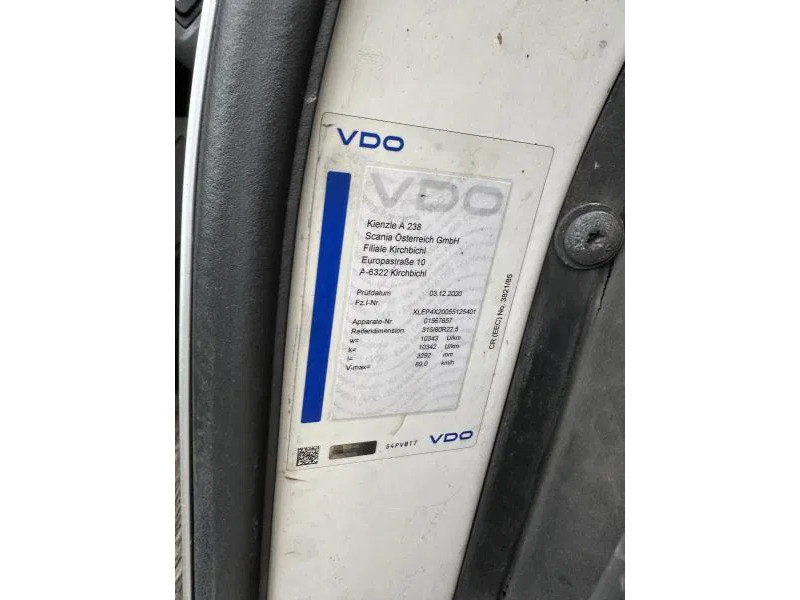 VDO
VDO
Kienzle A 238
Scania Österreich GmbH
Filiale Kirchbichl
Europastraße 10
A-6322 Kirchbichl
Prüfdatum 03.12.2020
Fz.I-Nr. XLEP4X20055125401
Apparate-Nr. 01567657
Reifendimension: 315/80R22.5
w= 10343 U/km
k= 10342 U/km
l= 3292 mm
V-max= 89,0 km/h
CR (EEC) No. 3821/85
S4PV0T7 VDO